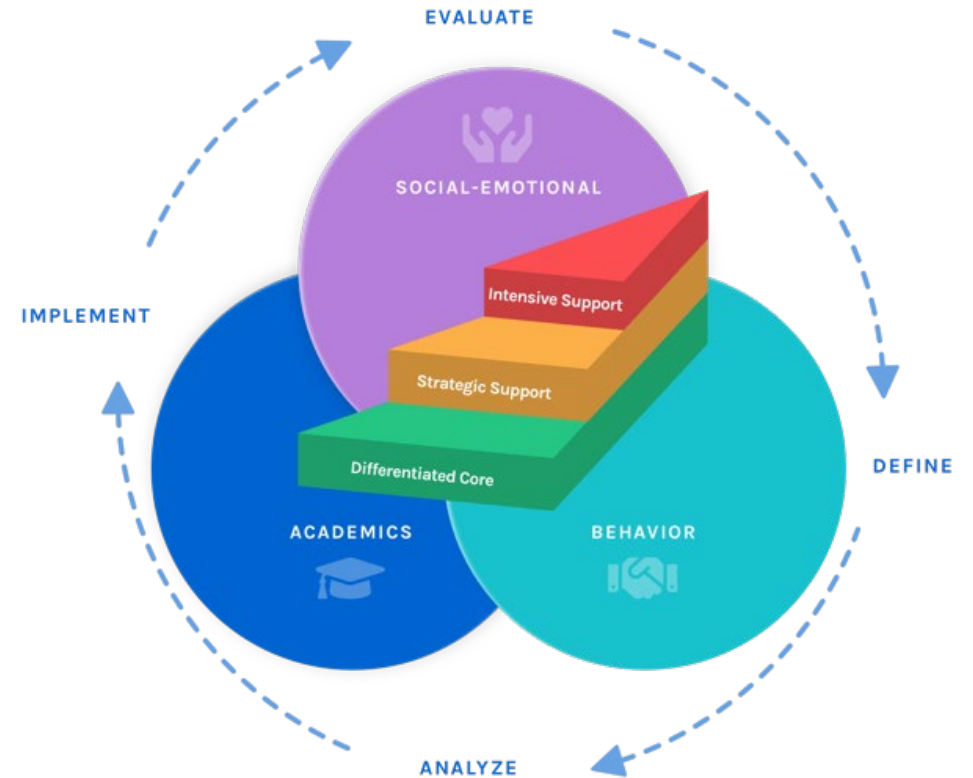 EVALUATE
SOCIAL-EMOTIONAL
Intensive Support
IMPLEMENT
Strategic Support
DEFINE
Differentiated Core
ACADEMICS
BEHAVIOR
ANALYZE